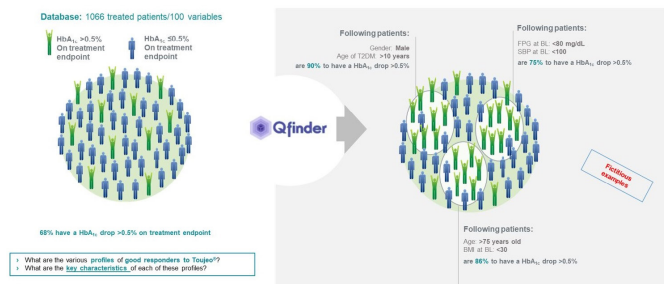 Database: 1066 treated patients/100 variables
HbA1c >0.5%
On treatment
endpoint
HbA1c ≤0.5%
On treatment
endpoint
68% have a HbA1c drop >0.5% on treatment endpoint
› What are the various profiles of good responders to Toujeo®?
› What are the key characteristics of each of these profiles?
Qfinder
Following patients:
Gender: Male
Age of T2DM: >10 years
are 90% to have a HbA1c drop >0.5%
Following patients:
FPG at BL: <80 mg/dL
SBP at BL: <100
are 75% to have a HbA1c drop >0.5%
Fictitious
examples
Following patients:
Age: >75 years old
BMI at BL: <30
are 86% to have a HbA1c drop >0.5%